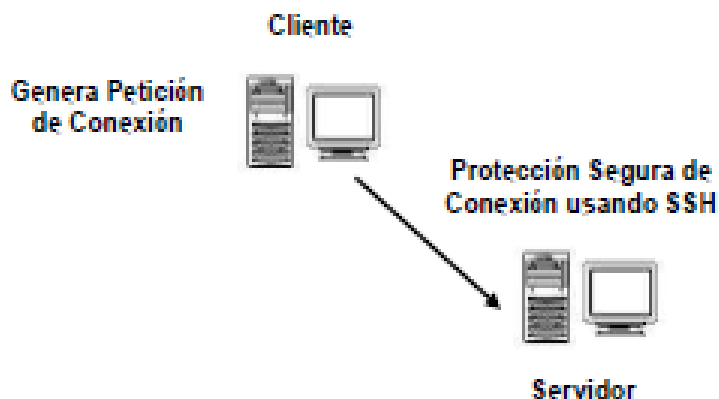 Cliente
Genera Petición
de Conexión
Protección Segura de
Conexión usando SSH
Servidor